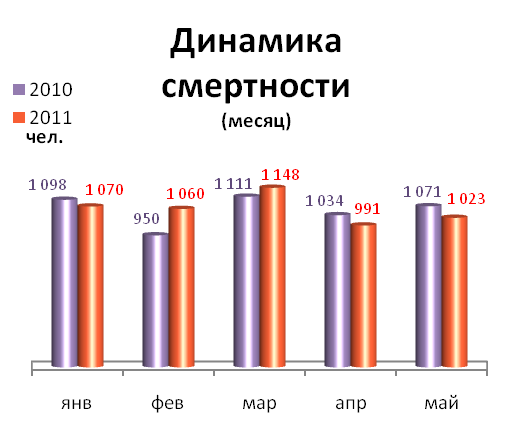 Динамика
смертности
(месяц)
2010
2011
чел.
1 098
1 070
950
1 060
1 111
1 148
1 034
991
1 071
1 023
янв
фев
мар
апр
май